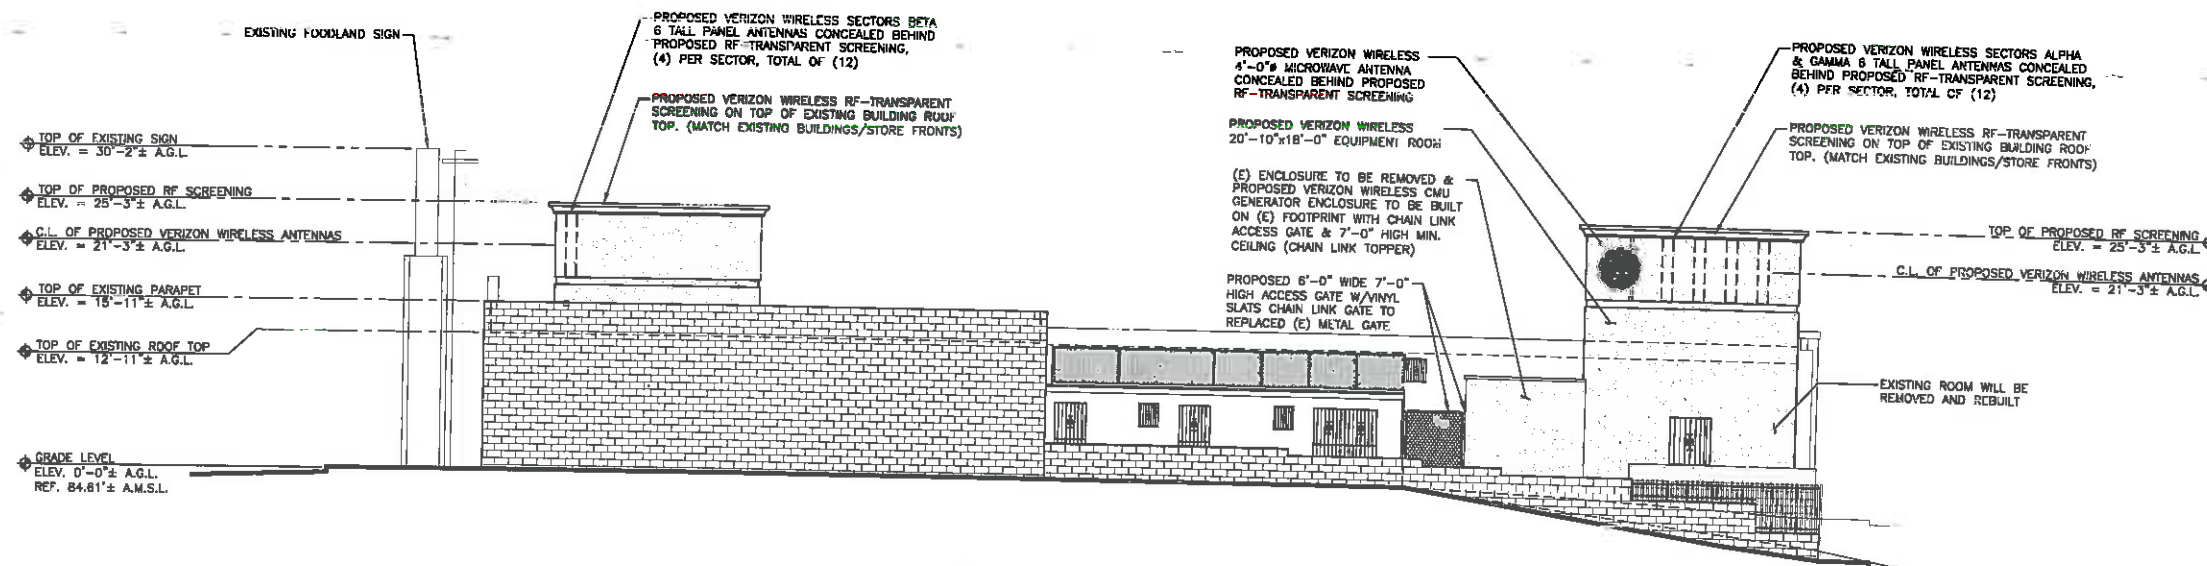 EXISTING FOODLAND SIGN
TOP OF EXISTING SIGN
ELEV. = 30'-2"± A.G.L.
TOP OF PROPOSED RF SCREENING
ELEV. = 25'-3"± A.G.L.
C.L. OF PROPOSED VERIZON WIRELESS ANTENNAS
ELEV. = 21'-3"± A.G.L.
TOP OF EXISTING PARAPET
ELEV. = 15'-11"± A.G.L.
TOP OF EXISTING ROOF TOP
ELEV. = 12'-11"± A.G.L.
GRADE LEVEL
ELEV. 0'-0"± A.G.L.
REF. 84.61'± A.M.S.L.
PROPOSED VERIZON WIRELESS SECTORS BETA
6 TALL PANEL ANTENNAS CONCEALED BEHIND
PROPOSED RF-TRANSPARENT SCREENING,
(4) PER SECTOR, TOTAL OF (12)
PROPOSED VERIZON WIRELESS RF-TRANSPARENT
SCREENING ON TOP OF EXISTING BUILDING ROOF
TOP. (MATCH EXISTING BUILDINGS/STORE FRONTS)
PROPOSED VERIZON WIRELESS
4'-0"ø MICROWAVE ANTENNA
CONCEALED BEHIND PROPOSED
RF-TRANSPARENT SCREENING
PROPOSED VERIZON WIRELESS
20'-10"x18'-0" EQUIPMENT ROOM
(E) ENCLOSURE TO BE REMOVED &
PROPOSED VERIZON WIRELESS CMU
GENERATOR ENCLOSURE TO BE BUILT
ON (E) FOOTPRINT WITH CHAIN LINK
ACCESS GATE & 7'-0" HIGH MIN.
CEILING (CHAIN LINK TOPPER)
PROPOSED 6'-0" WIDE 7'-0"
HIGH ACCESS GATE W/VINYL
SLATS CHAIN LINK GATE TO
REPLACED (E) METAL GATE
PROPOSED VERIZON WIRELESS SECTORS ALPHA
& GAMMA 6 TALL PANEL ANTENNAS CONCEALED
BEHIND PROPOSED RF-TRANSPARENT SCREENING,
(4) PER SECTOR, TOTAL OF (12)
PROPOSED VERIZON WIRELESS RF-TRANSPARENT
SCREENING ON TOP OF EXISTING BUILDING ROOF
TOP. (MATCH EXISTING BUILDINGS/STORE FRONTS)
TOP OF PROPOSED RF SCREENING
ELEV. = 25'-3"± A.G.L.
C.L. OF PROPOSED VERIZON WIRELESS ANTENNAS
ELEV. = 21'-3"± A.G.L.
EXISTING ROOM WILL BE
REMOVED AND REBUILT